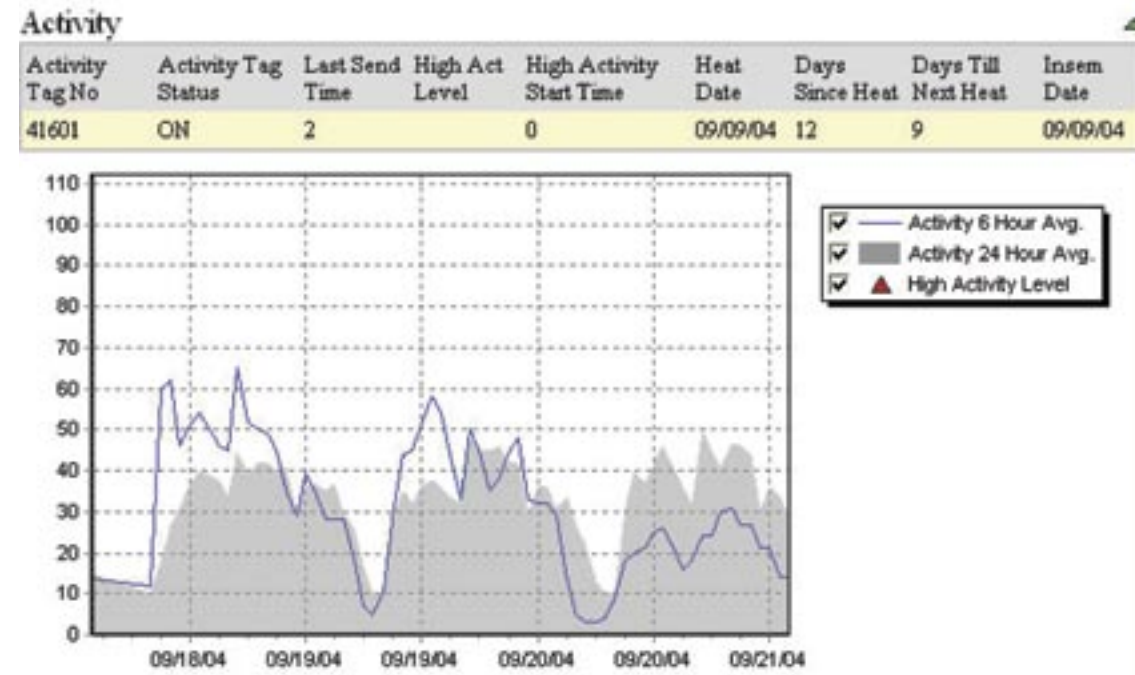 Activity
Activity Activity Tag Last Send High Act High Activity Heat Days Days Till Insem
Tag No Status Time Level Start Time Date Since Heat Next Heat Date
41601 ON 2 0 09/09/04 12 9 09/09/04
110
100
90
80
70
60
50
40
30
20
10
0
Activity 6 Hour Avg.
Activity 24 Hour Avg.
High Activity Level
09/18/04 09/19/04 09/19/04 09/20/04 09/20/04 09/21/04